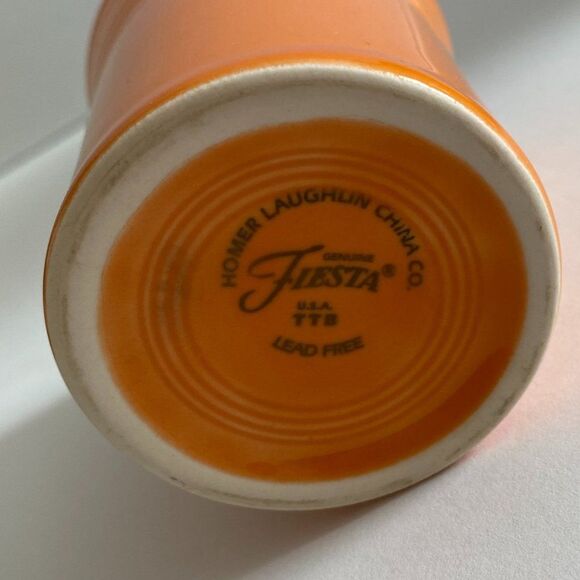 HOMER LAUGHLIN CHINA CO.
GENUINE
FIESTA®
U.S.A.
TTB
LEAD FREE